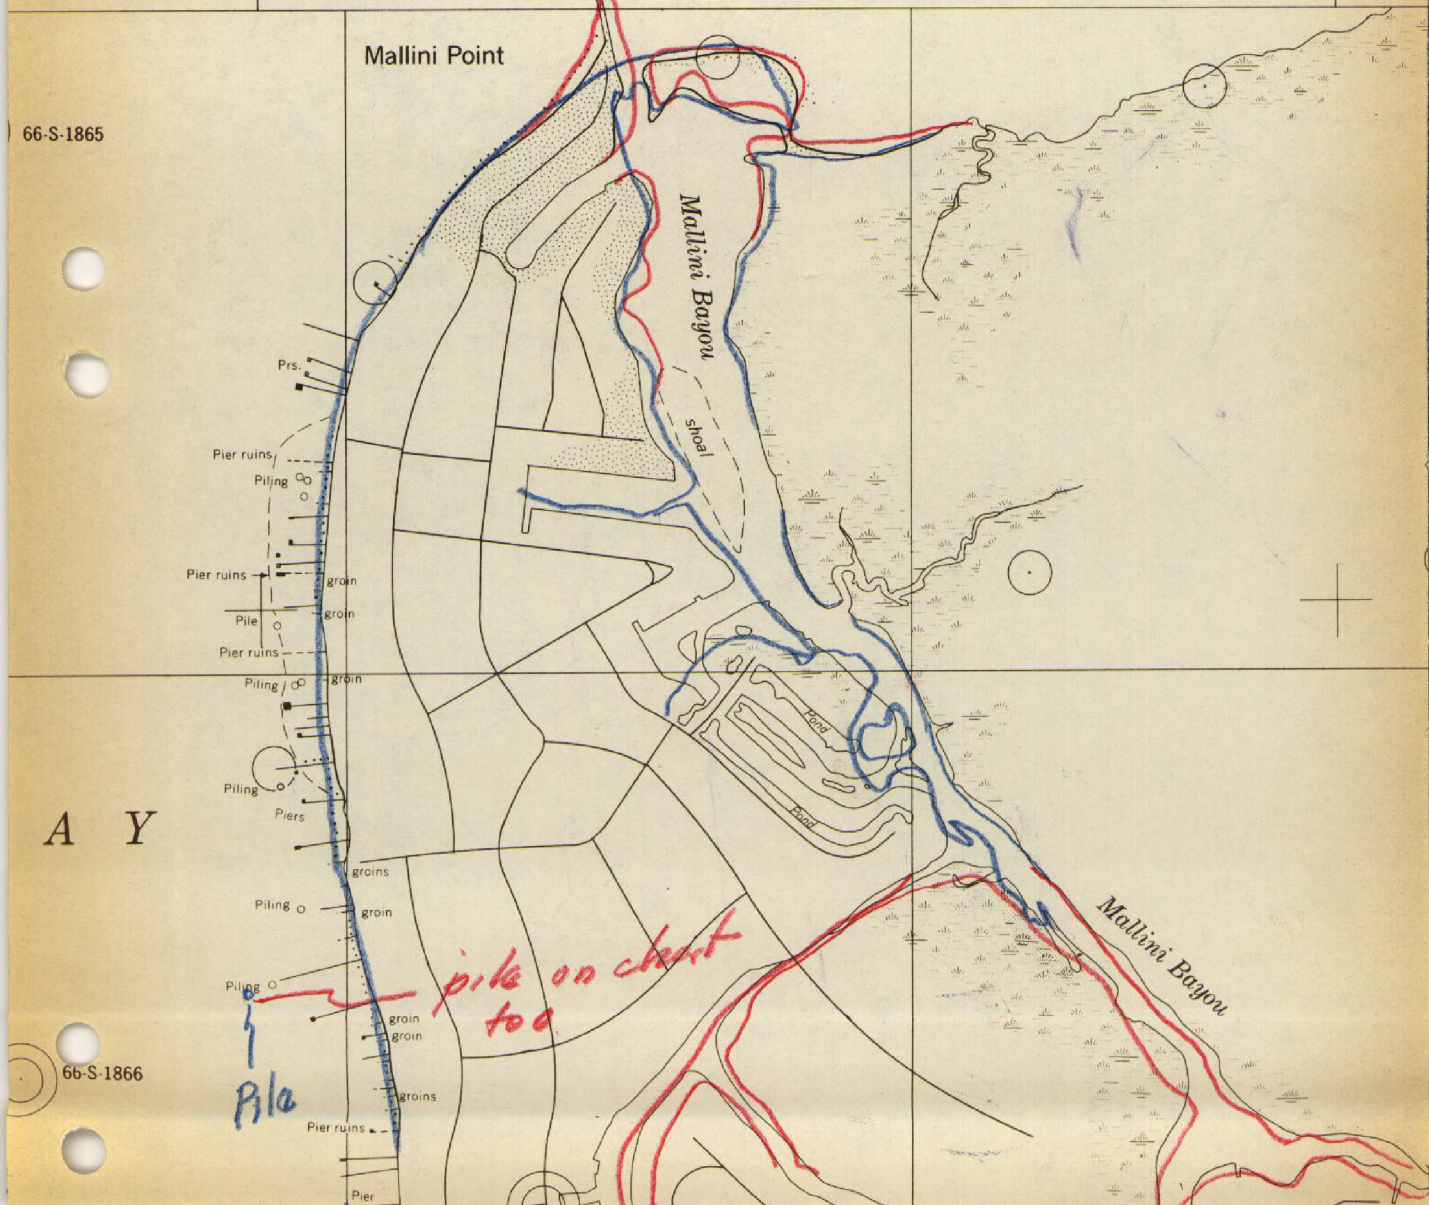 Mallini Point
66-S-1865
Mallini Bayou
Prs.
shoal
Pier ruins
Piling
Pier ruins
groin
groin
Pile
Pier ruins
Piling
groin
Pond
Piling
Piers
Pond
A Y
groins
Piling
groin
Mallini Bayou
pile on chart
too
Piling
groin
groin
66-S-1866
Pile
groins
Pier ruins
Pier